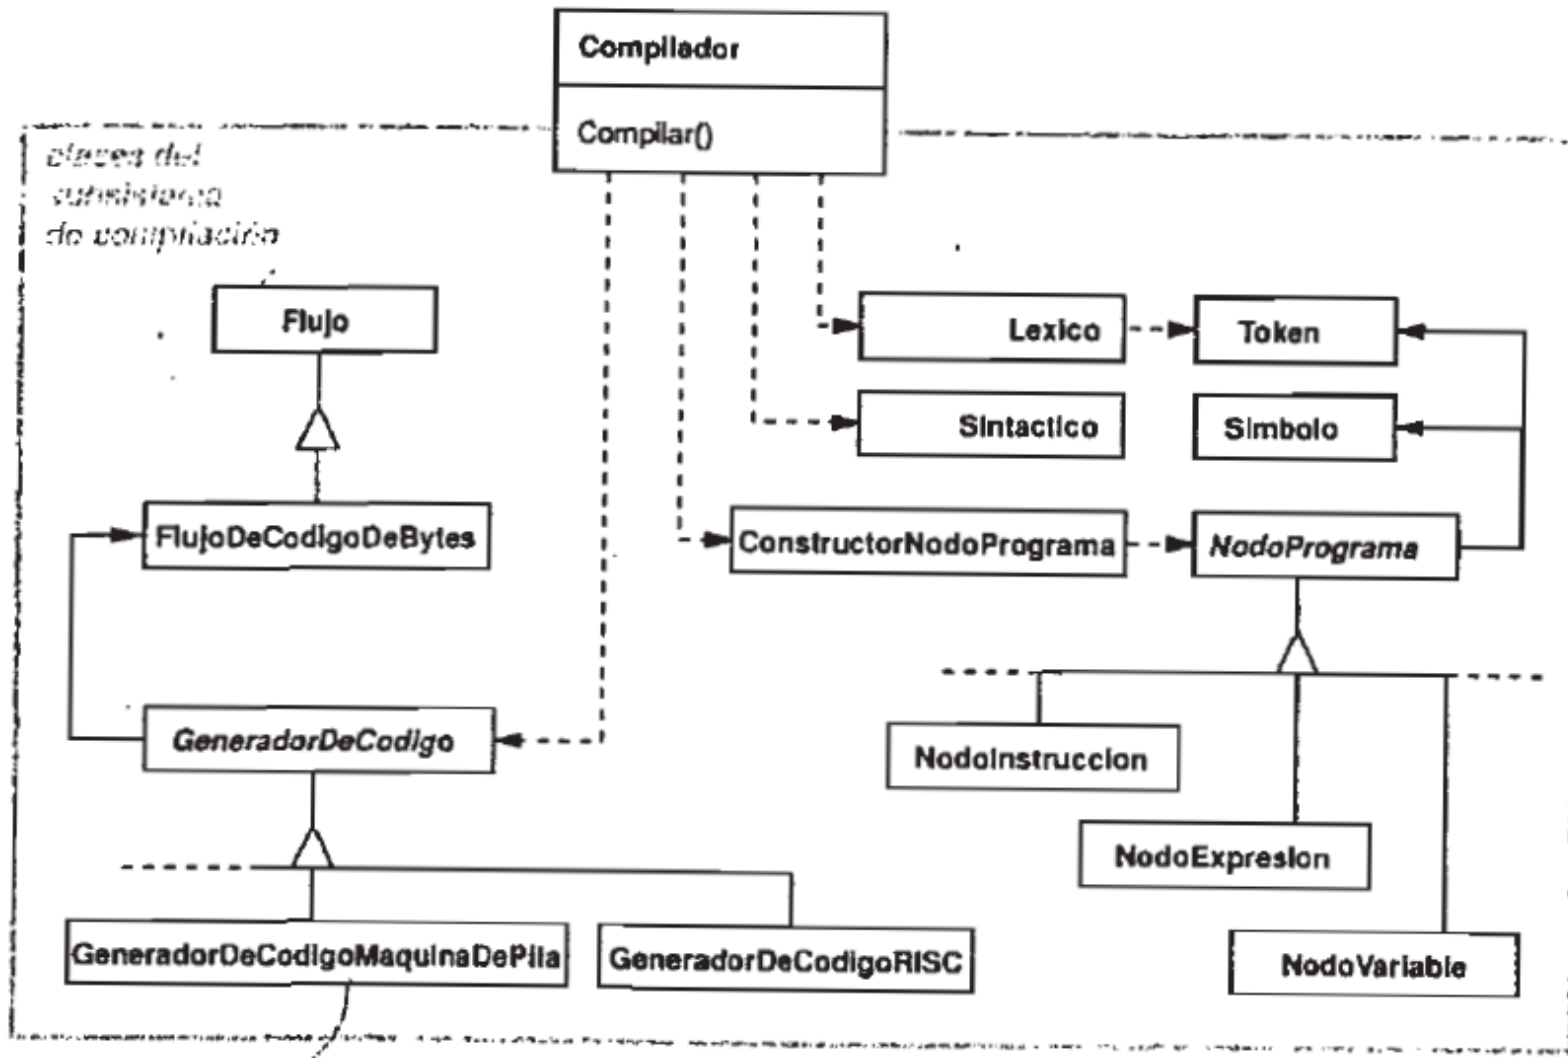 Compilador
Compilar()
clases del
subsistema
de compilación
Flujo
Lexico
Token
Sintactico
Simbolo
FlujoDeCodigoDeBytes
ConstructorNodoPrograma
NodoPrograma
GeneradorDeCodigo
NodoInstruccion
NodoExpresion
GeneradorDeCodigoMaquinaDePila
GeneradorDeCodigoRISC
NodoVariable